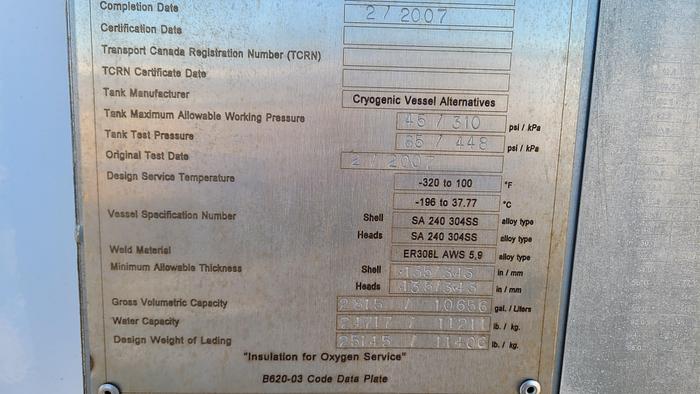 Completion Date 2 / 2007
Certification Date
Transport Canada Registration Number (TCRN)
TCRN Certificate Date
Tank Manufacturer Cryogenic Vessel Alternatives
Tank Maximum Allowable Working Pressure 45 / 310 psi / kPa
Tank Test Pressure 65 / 448 psi / kPa
Original Test Date 2 / 2007
Design Service Temperature -320 to 100 °F
-196 to 37.77 °C
Vessel Specification Number Shell SA 240 304SS alloy type
Heads SA 240 304SS alloy type
Weld Material ER308L AWS 5,9 alloy type
Minimum Allowable Thickness Shell in / mm
Heads in / mm
Gross Volumetric Capacity 2815 / 10656 gal. / Liters
Water Capacity / 11211 lb. / kg.
Design Weight of Lading 25145 / 11406 lb. / kg.
"Insulation for Oxygen Service"
B620-03 Code Data Plate